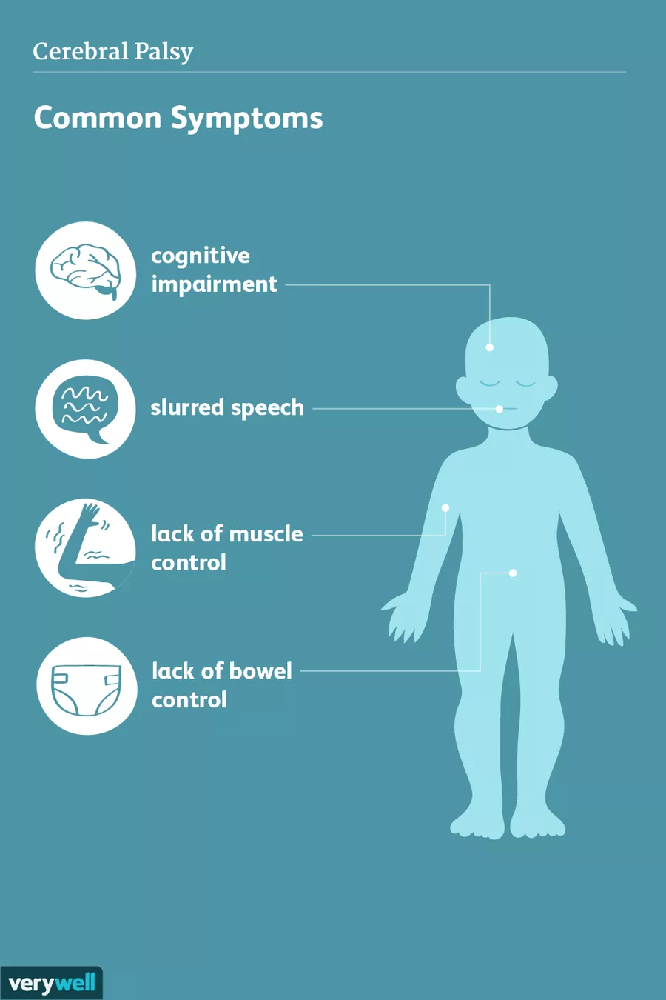 Cerebral Palsy
Common Symptoms
cognitive
impairment
slurred speech
lack of muscle
control
lack of bowel
control
verywell